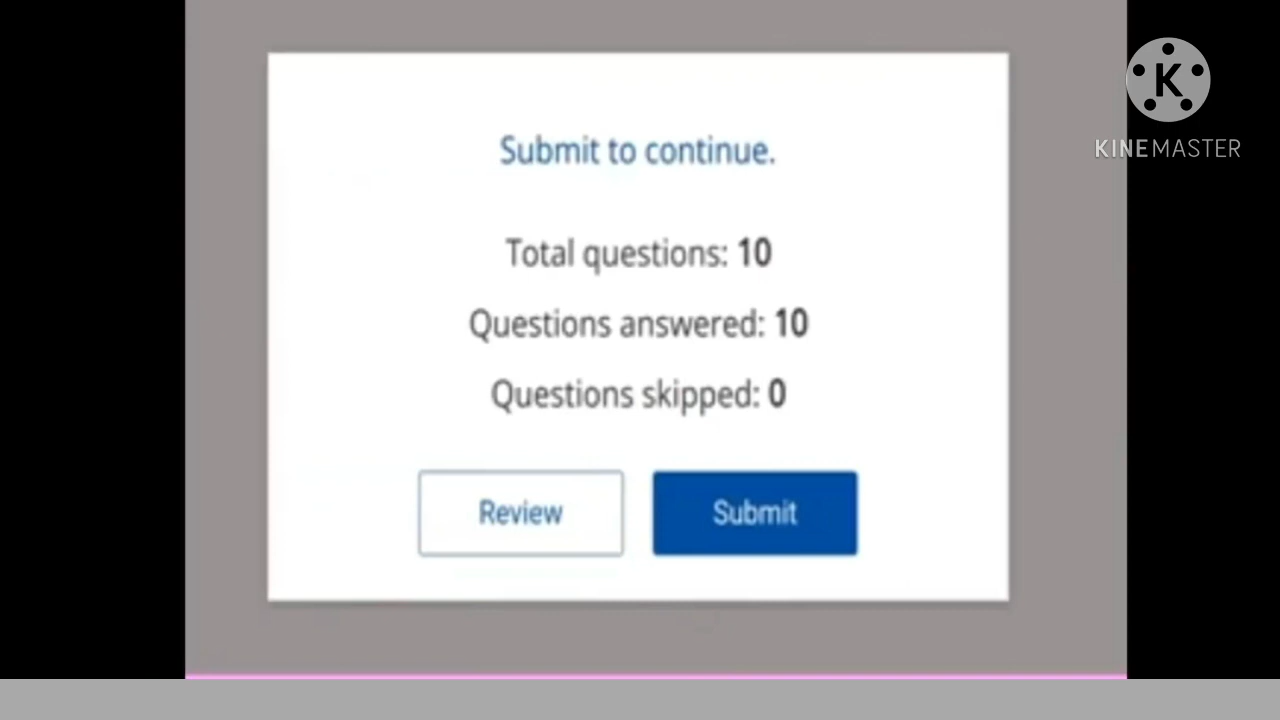 Submit to continue.
Total questions: 10
Questions answered: 10
Questions skipped: 0
Review
Submit
K
KINEMASTER